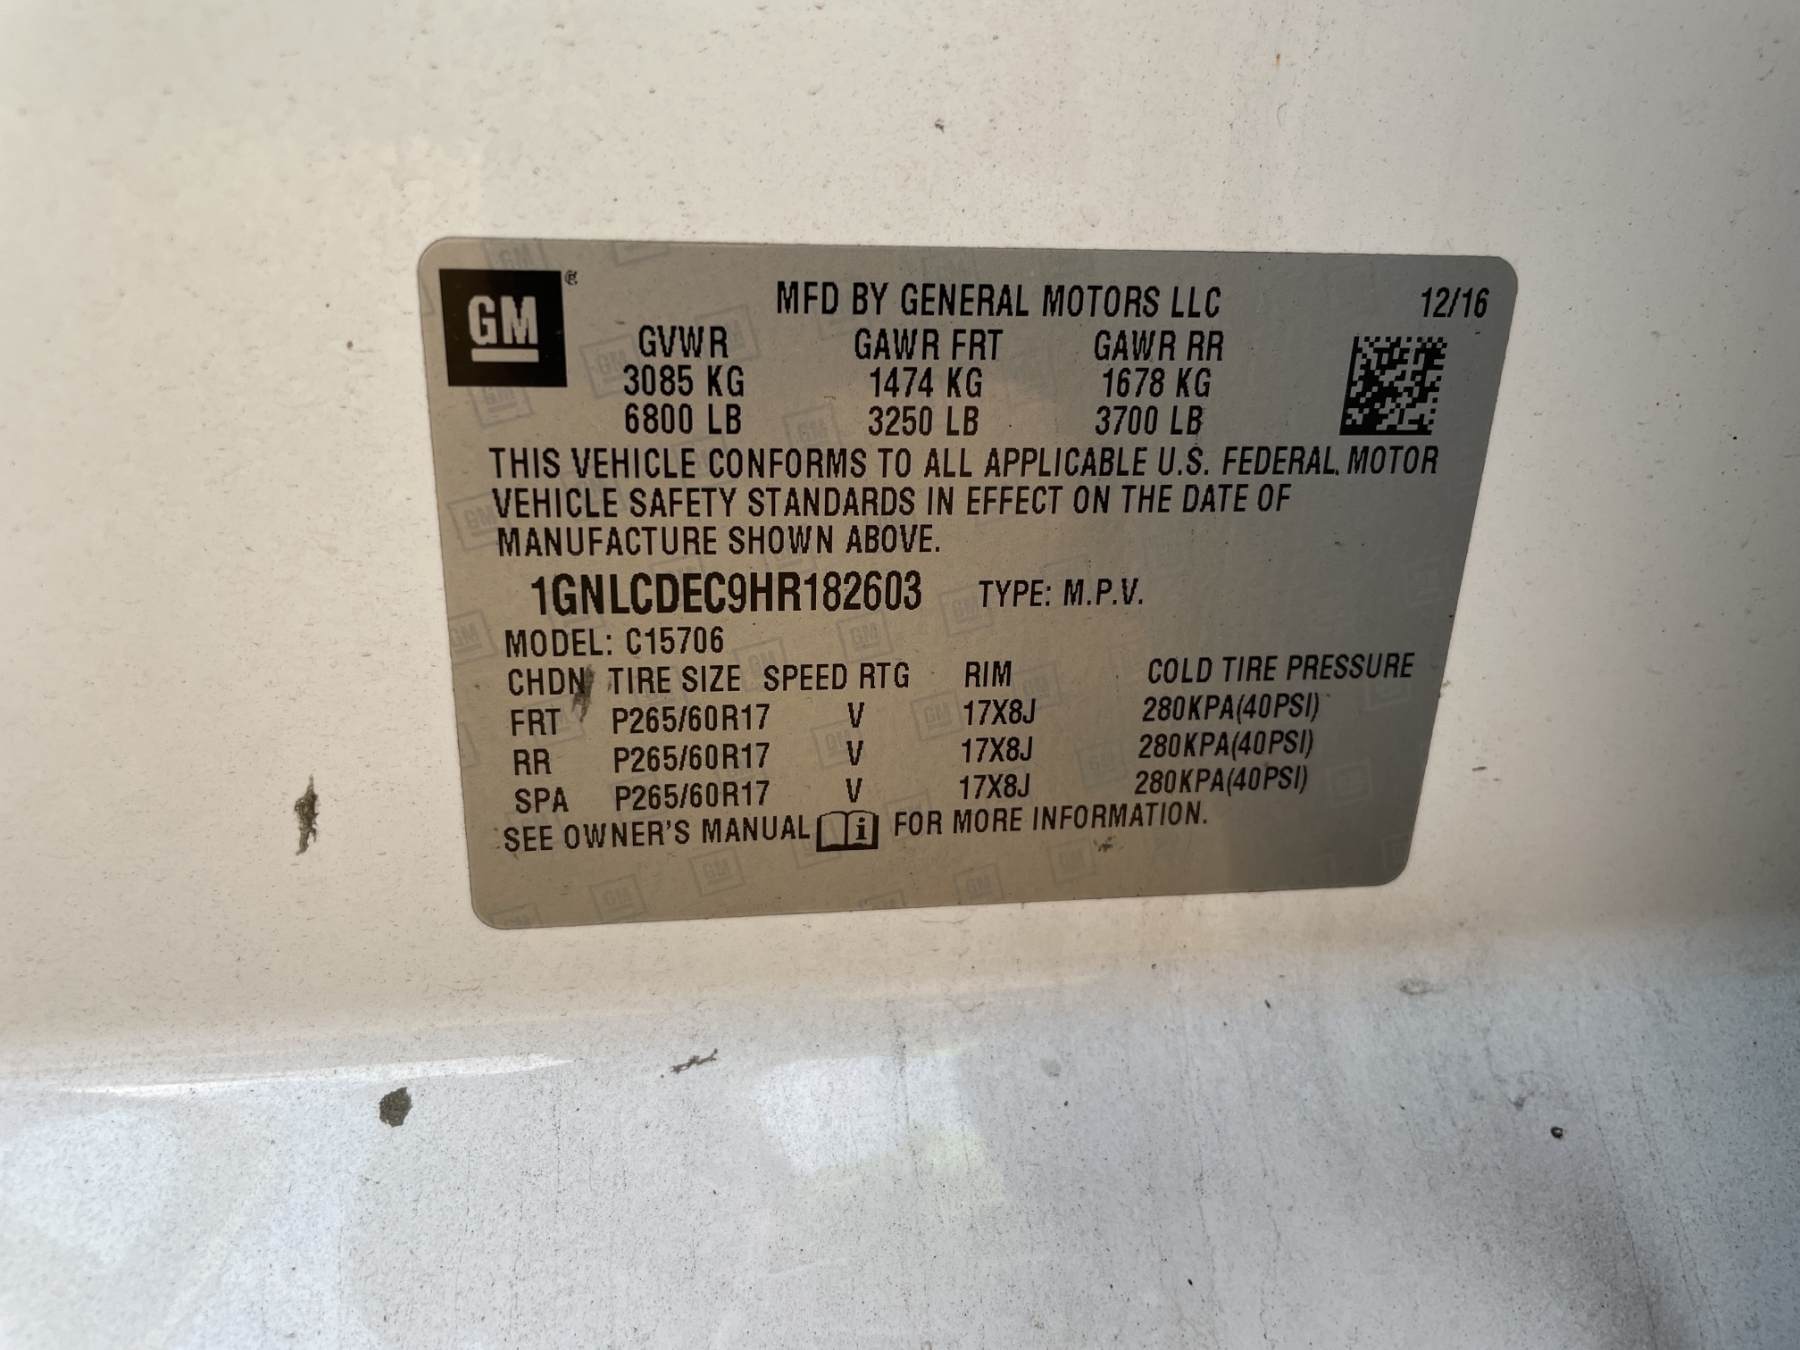 GM ®
MFD BY GENERAL MOTORS LLC 12/16
GVWR GAWR FRT GAWR RR
3085 KG 1474 KG 1678 KG
6800 LB 3250 LB 3700 LB
THIS VEHICLE CONFORMS TO ALL APPLICABLE U.S. FEDERAL MOTOR
VEHICLE SAFETY STANDARDS IN EFFECT ON THE DATE OF
MANUFACTURE SHOWN ABOVE.
1GNLCDEC9HR182603 TYPE: M.P.V.
MODEL: C15706
CHDN TIRE SIZE SPEED RTG RIM COLD TIRE PRESSURE
FRT P265/60R17 V 17X8J 280KPA(40PSI)
RR P265/60R17 V 17X8J 280KPA(40PSI)
SPA P265/60R17 V 17X8J 280KPA(40PSI)
SEE OWNER'S MANUAL i FOR MORE INFORMATION.